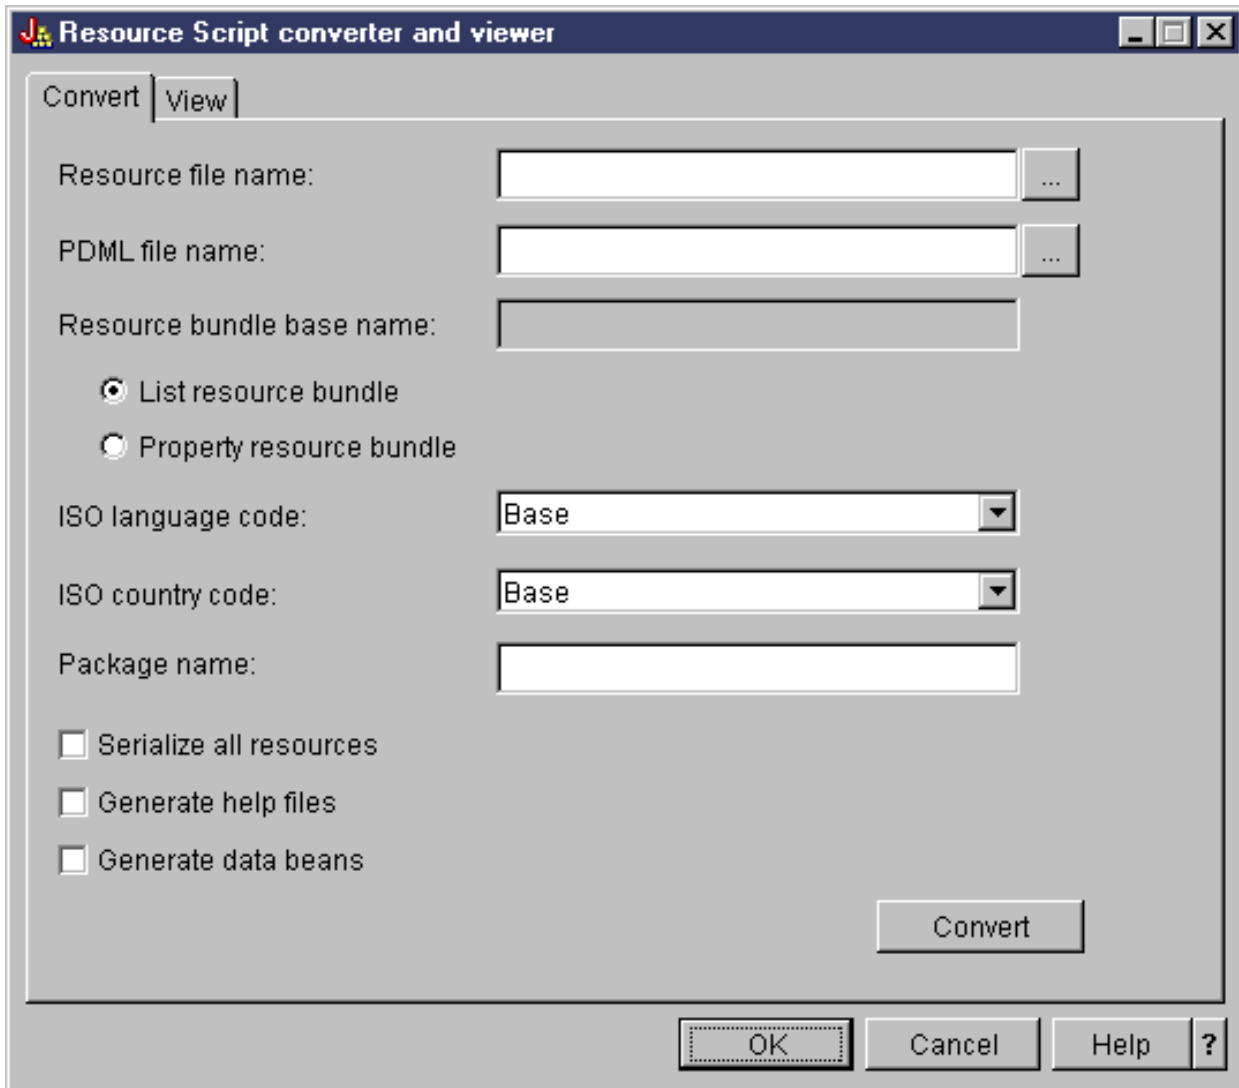 Resource Script converter and viewer
Convert View
Resource file name: ...
PDML file name: ...
Resource bundle base name:
List resource bundle
Property resource bundle
ISO language code: Base
ISO country code: Base
Package name:
Serialize all resources
Generate help files
Generate data beans
Convert
OK Cancel Help ?